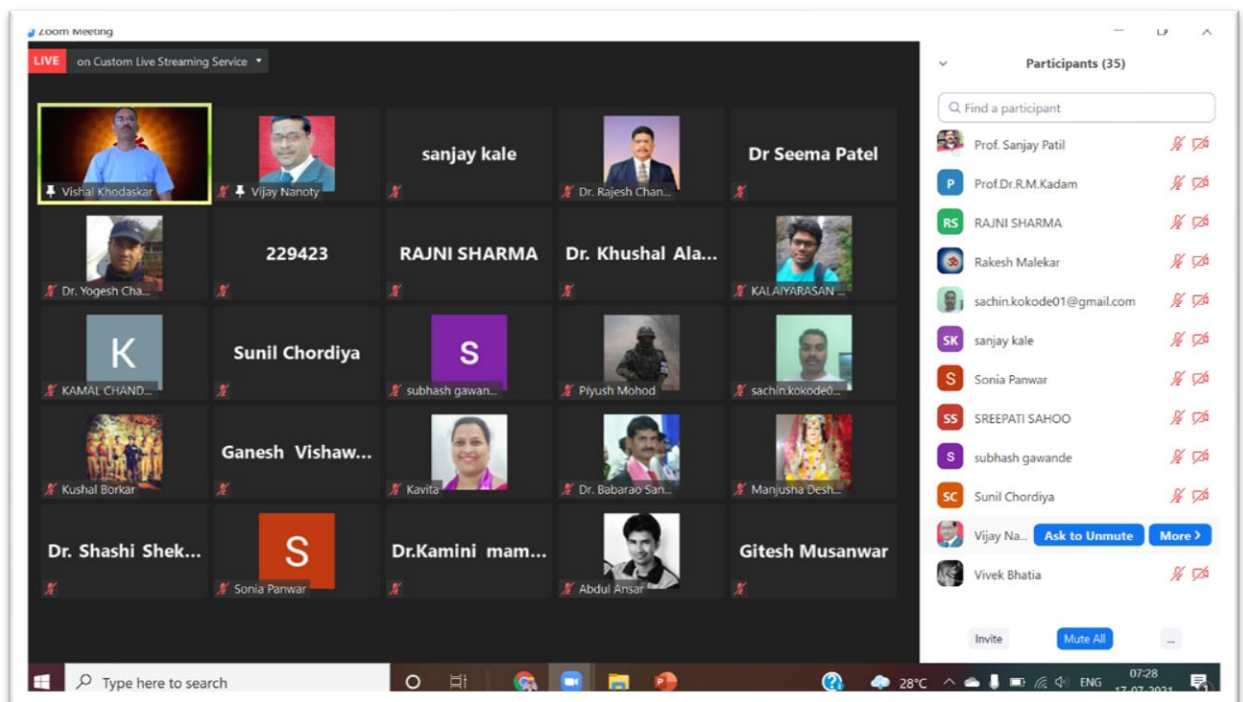 Zoom Meeting
LIVE on Custom Live Streaming Service
Vishal Khodaskar
Vijay Nanoty
sanjay kale
Dr. Rajesh Chan...
Dr Seema Patel
Dr. Yogesh Cha...
229423
RAJNI SHARMA
Dr. Khushal Ala...
KALAIYARASAN ...
K
KAMAL CHAND...
Sunil Chordiya
S
subhash gawan...
Piyush Mohod
sachin.kokode0...
Kushal Borkar
Ganesh Vishaw...
Kavita
Dr. Babarao San...
Manjusha Desh...
Dr. Shashi Shek...
S
Sonia Panwar
Dr.Kamini mam...
Abdul Ansar
Gitesh Musanwar
Participants (35)
Find a participant
Prof. Sanjay Patil
P Prof.Dr.R.M.Kadam
RS RAJNI SHARMA
Rakesh Malekar
sachin.kokode01@gmail.com
SK sanjay kale
S Sonia Panwar
SS SREEPATI SAHOO
S subhash gawande
SC Sunil Chordiya
Vijay Na... Ask to Unmute More >
Vivek Bhatia
Invite Mute All ...
Type here to search
28°C ENG 07:28
17-07-2021